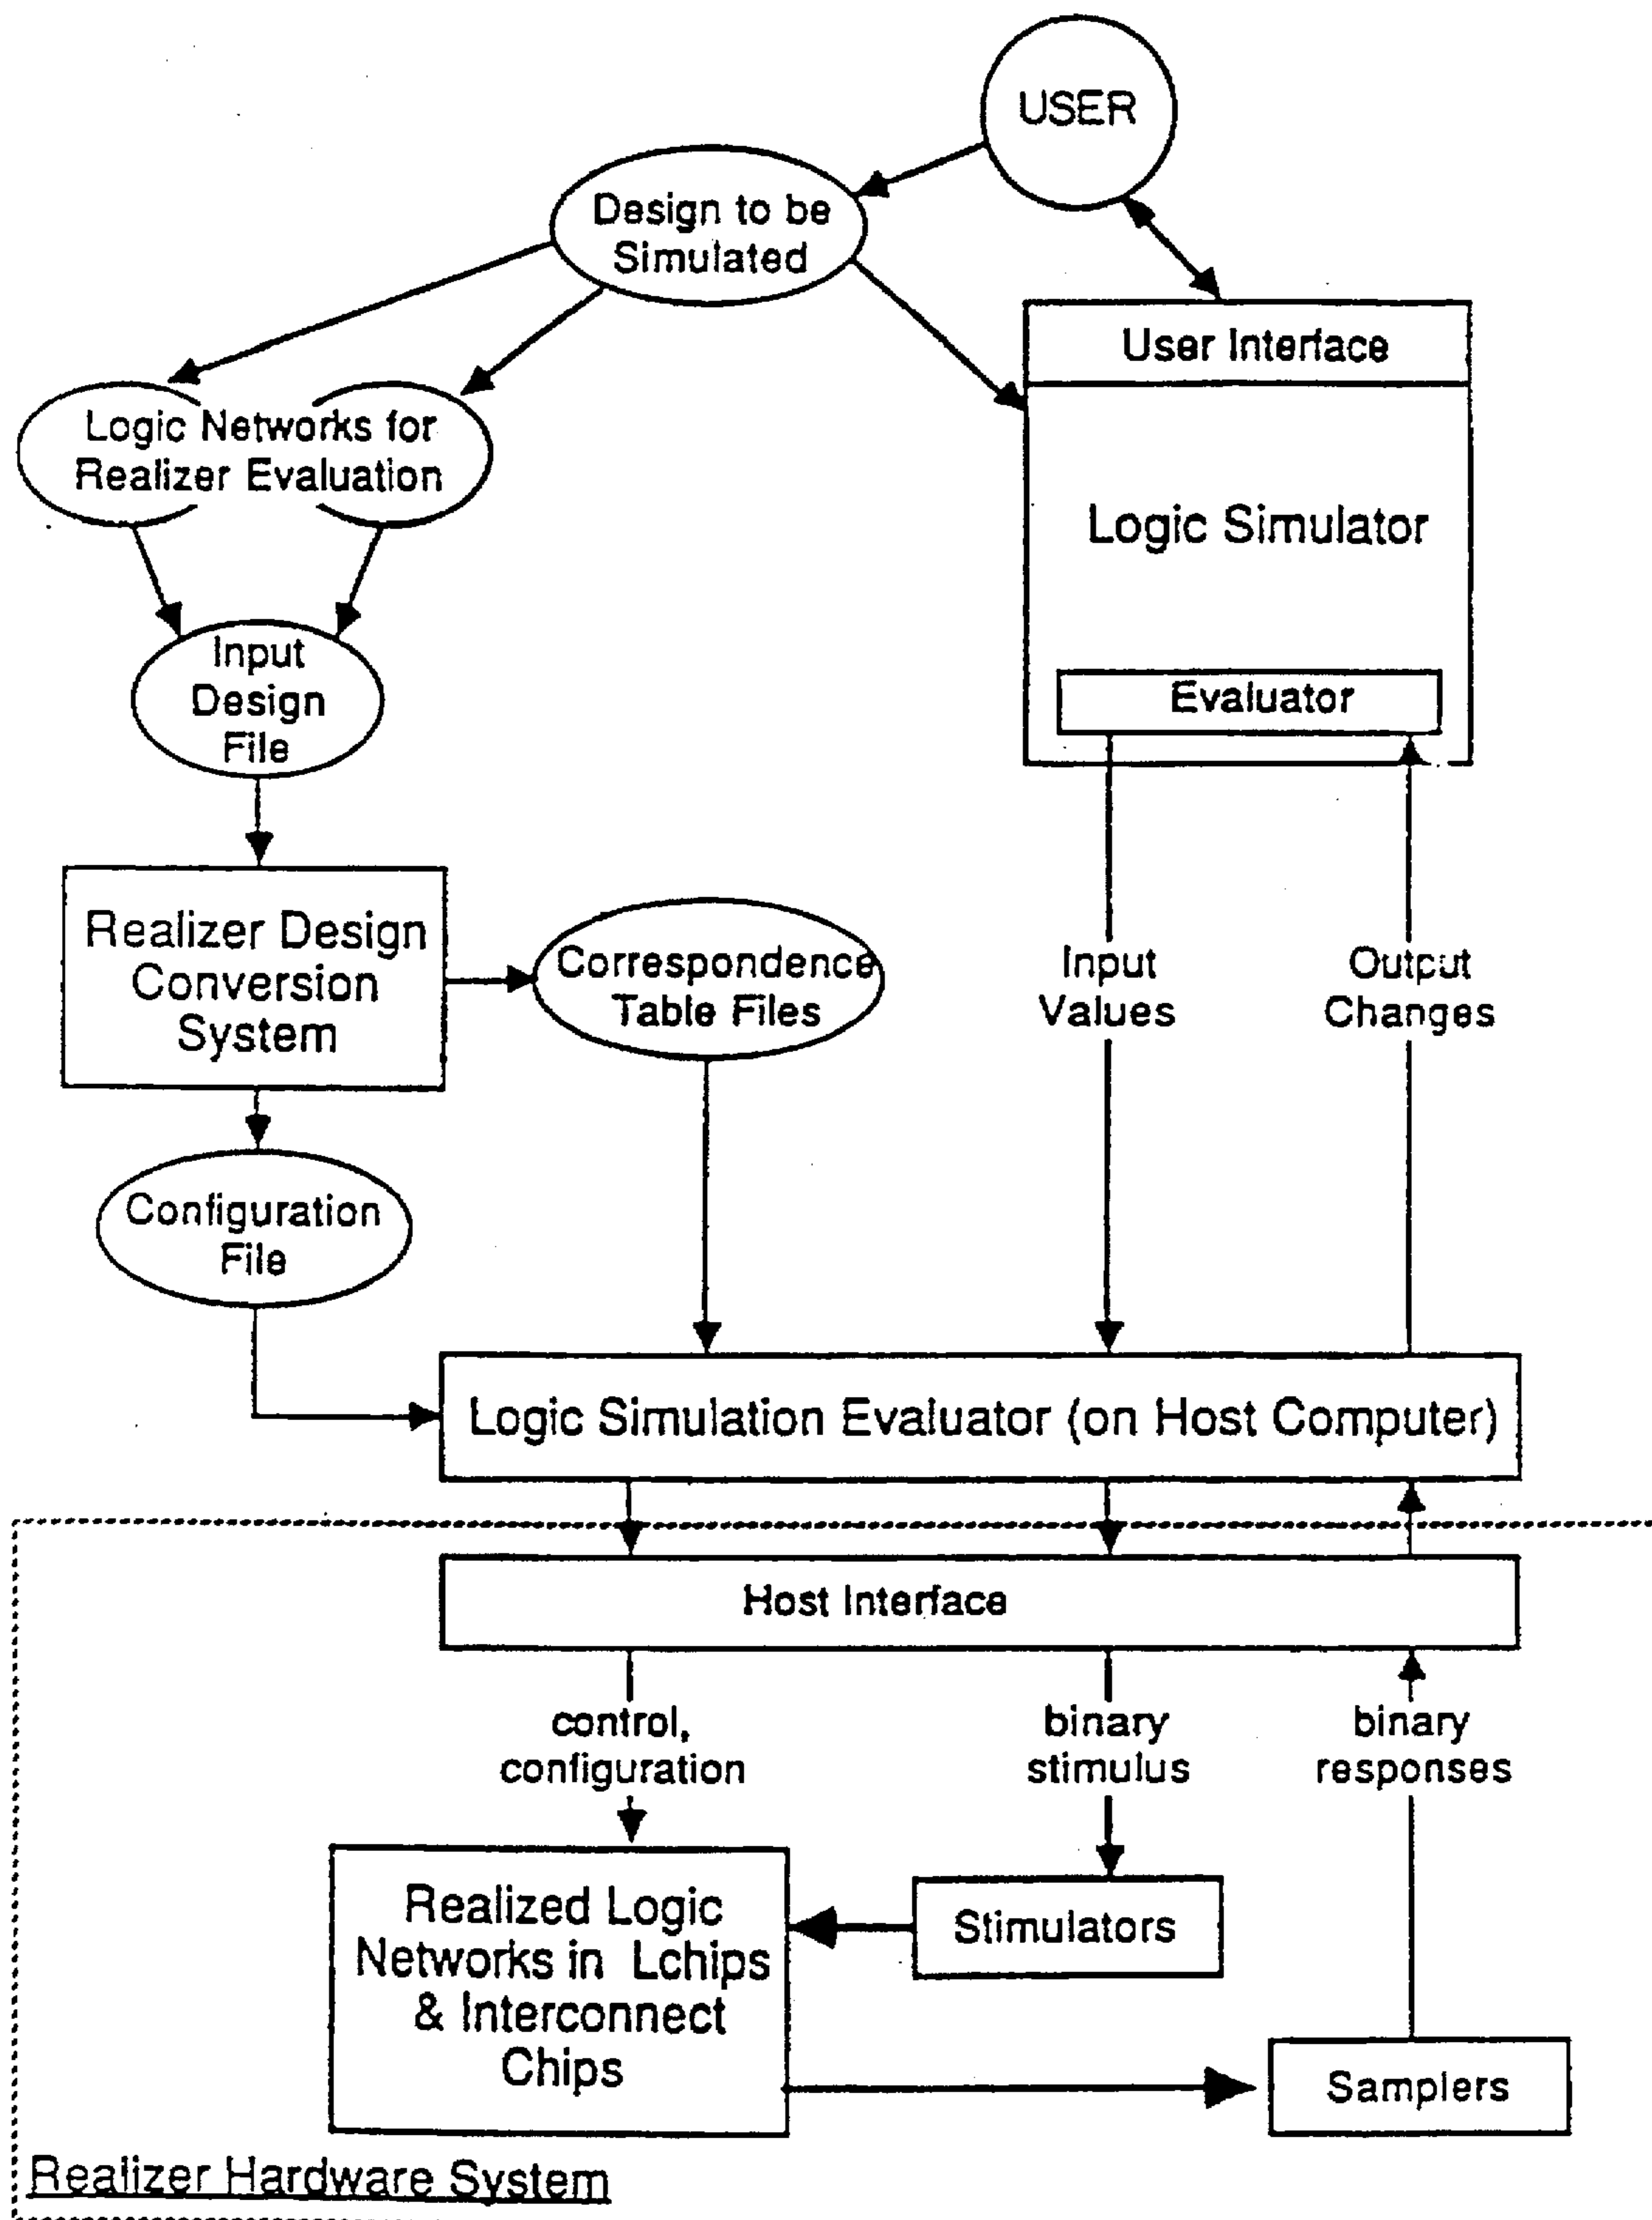 USER
Design to be
Simulated
User Interface
Logic Networks for
Realizer Evaluation
Logic Simulator
Input
Design
File
Evaluator
Realizer Design
Conversion
System
Correspondence
Table Files
Input
Values
Output
Changes
Configuration
File
Logic Simulation Evaluator (on Host Computer)
Host Interface
control,
configuration
binary
stimulus
binary
responses
Realized Logic
Networks in Lchips
& Interconnect
Chips
Stimulators
Samplers
Realizer Hardware System